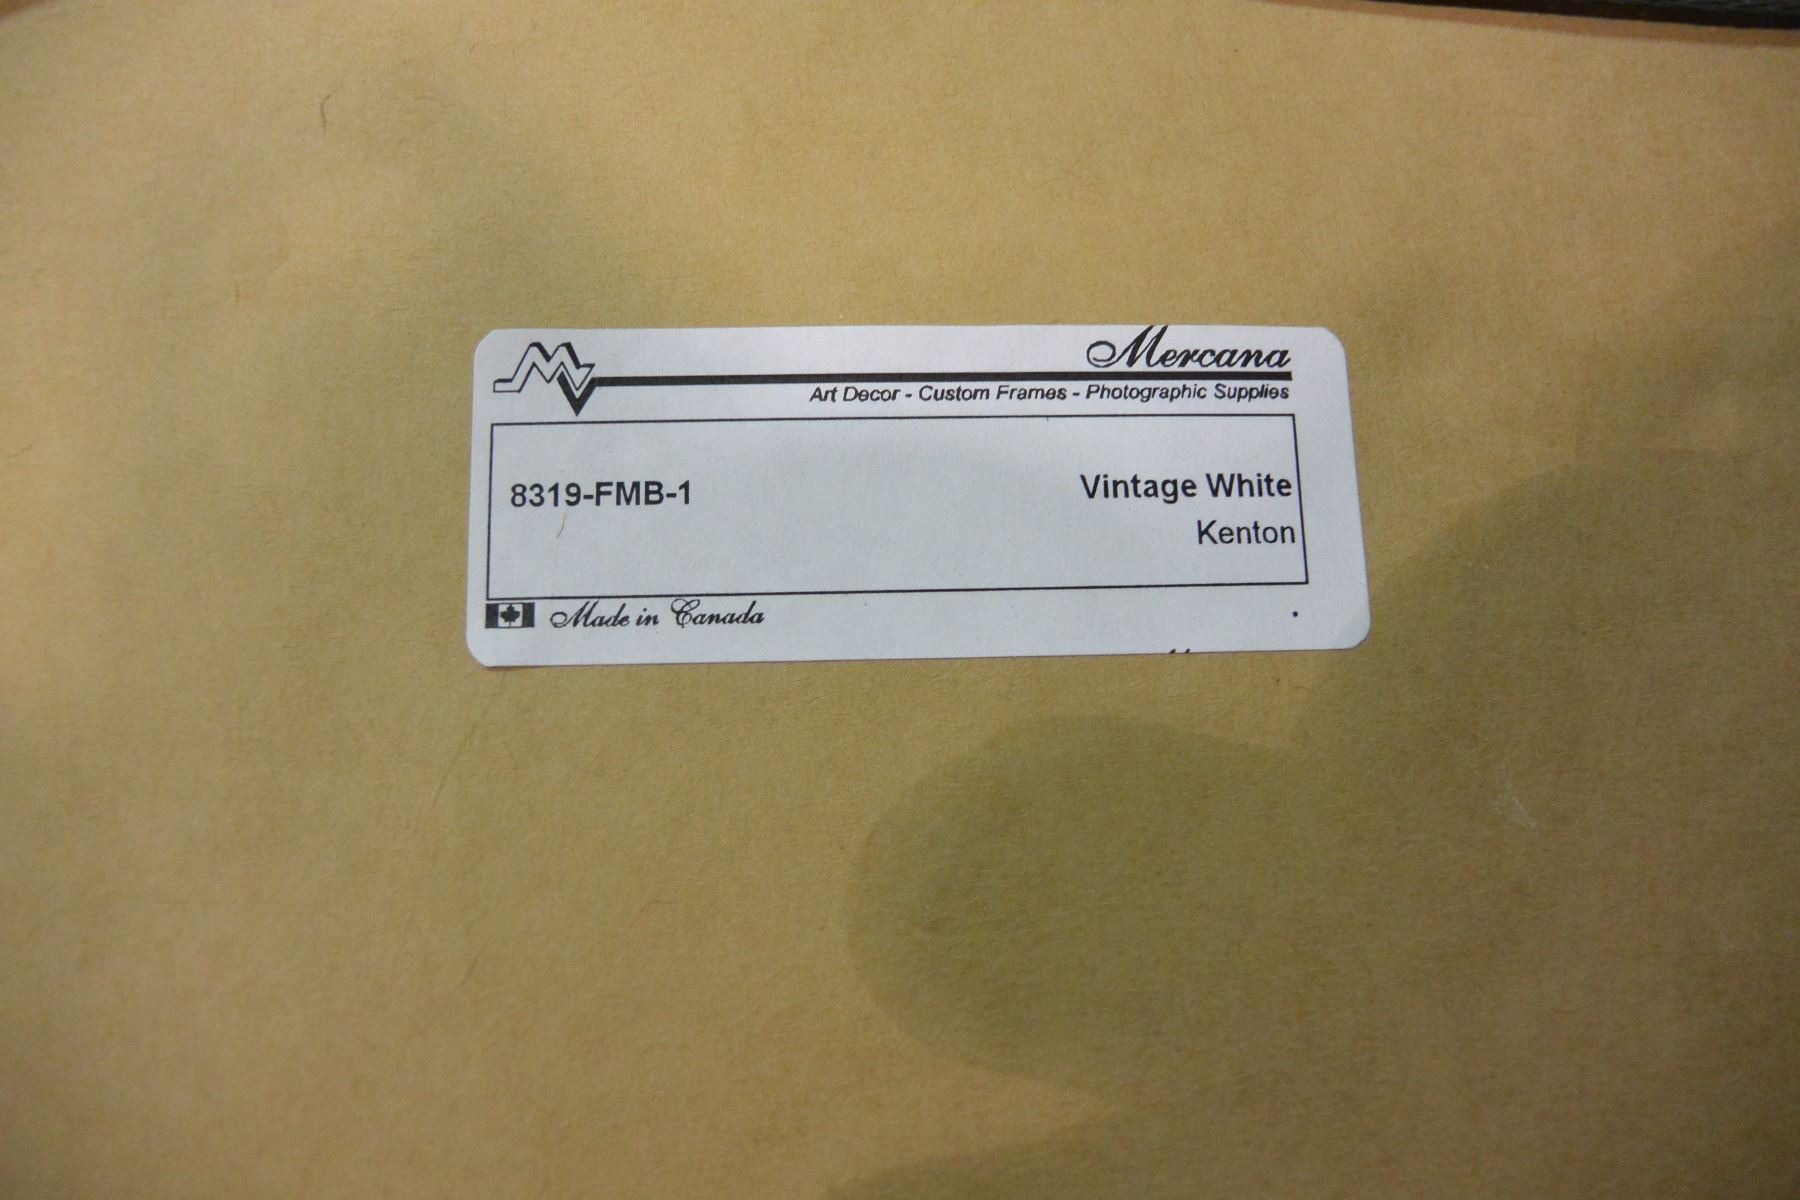 Mercana
Art Decor - Custom Frames - Photographic Supplies
8319-FMB-1
Vintage White
Kenton
Made in Canada